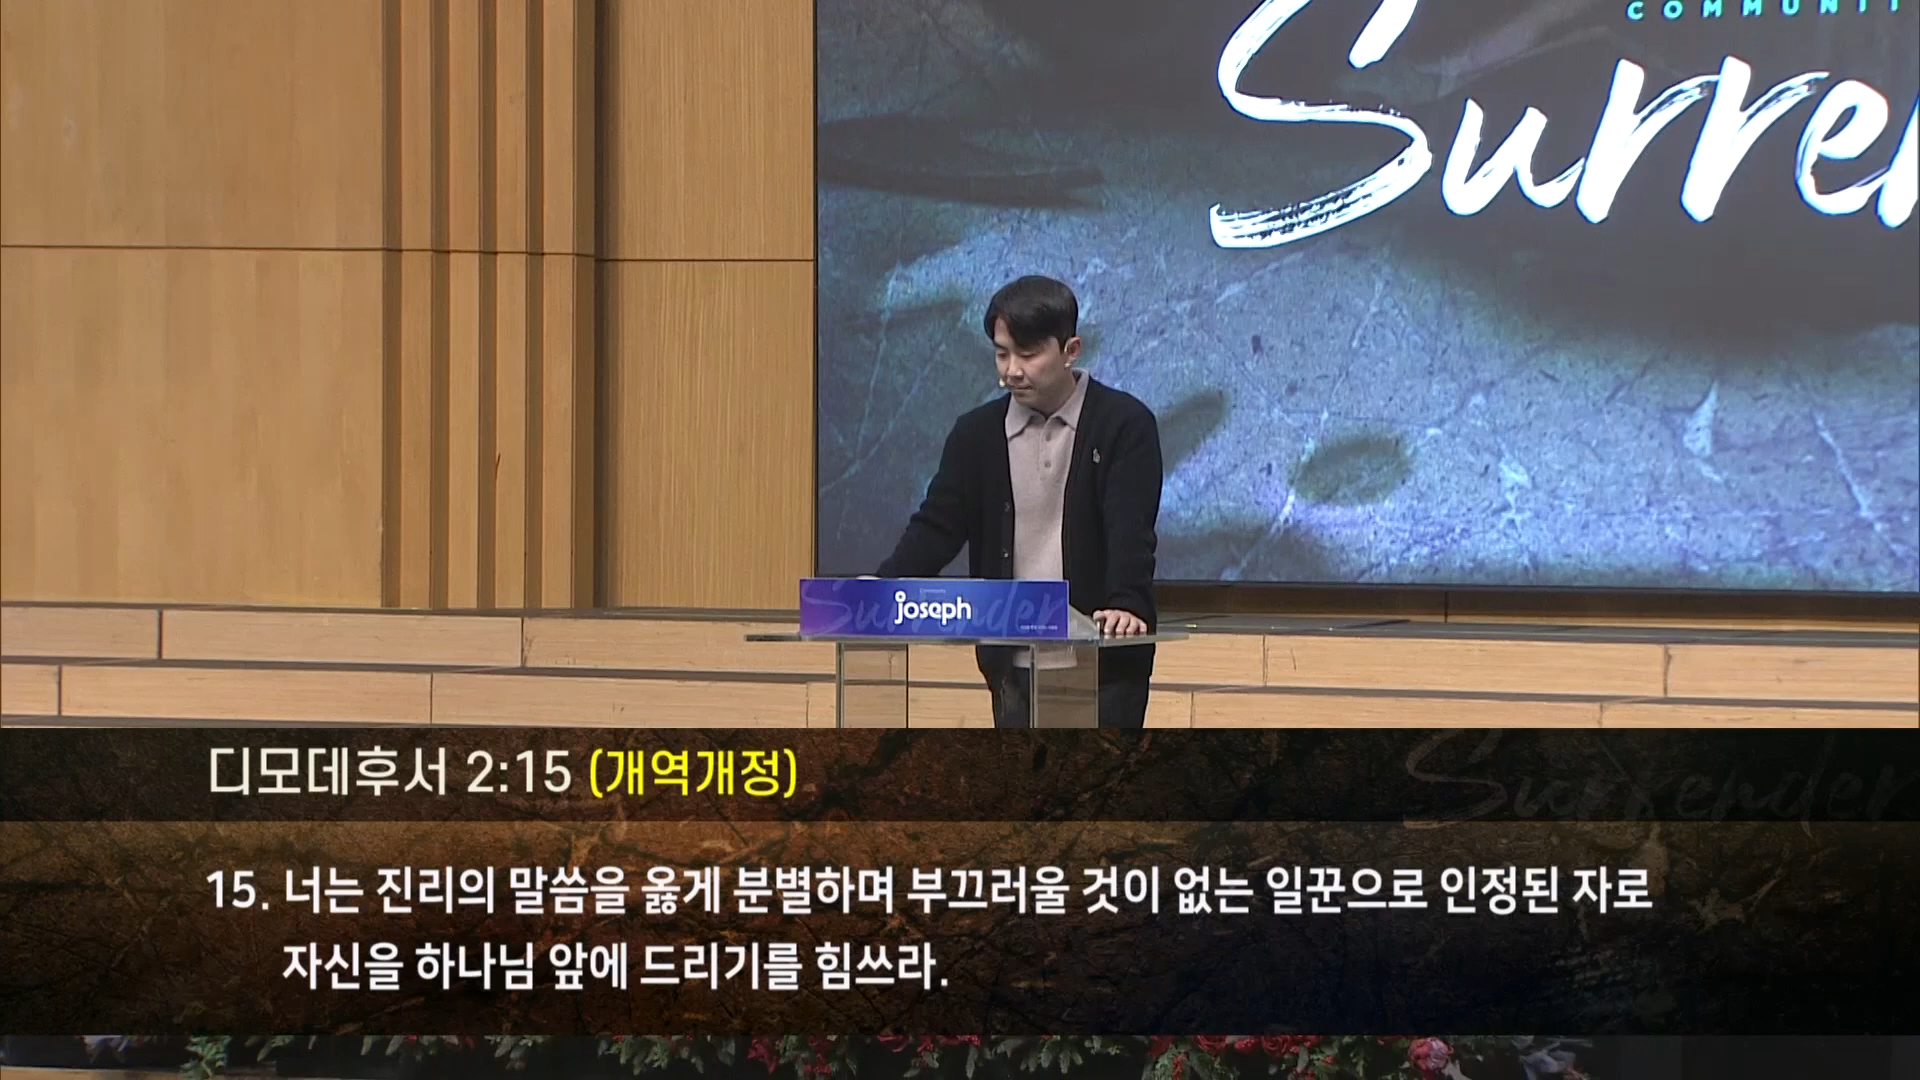 COMMUNIT
Surre
joseph
Surrender
디모데후서 2:15 (개역개정)
Surrender
15. 너는 진리의 말씀을 옳게 분별하며 부끄러울 것이 없는 일꾼으로 인정된 자로
자신을 하나님 앞에 드리기를 힘쓰라.